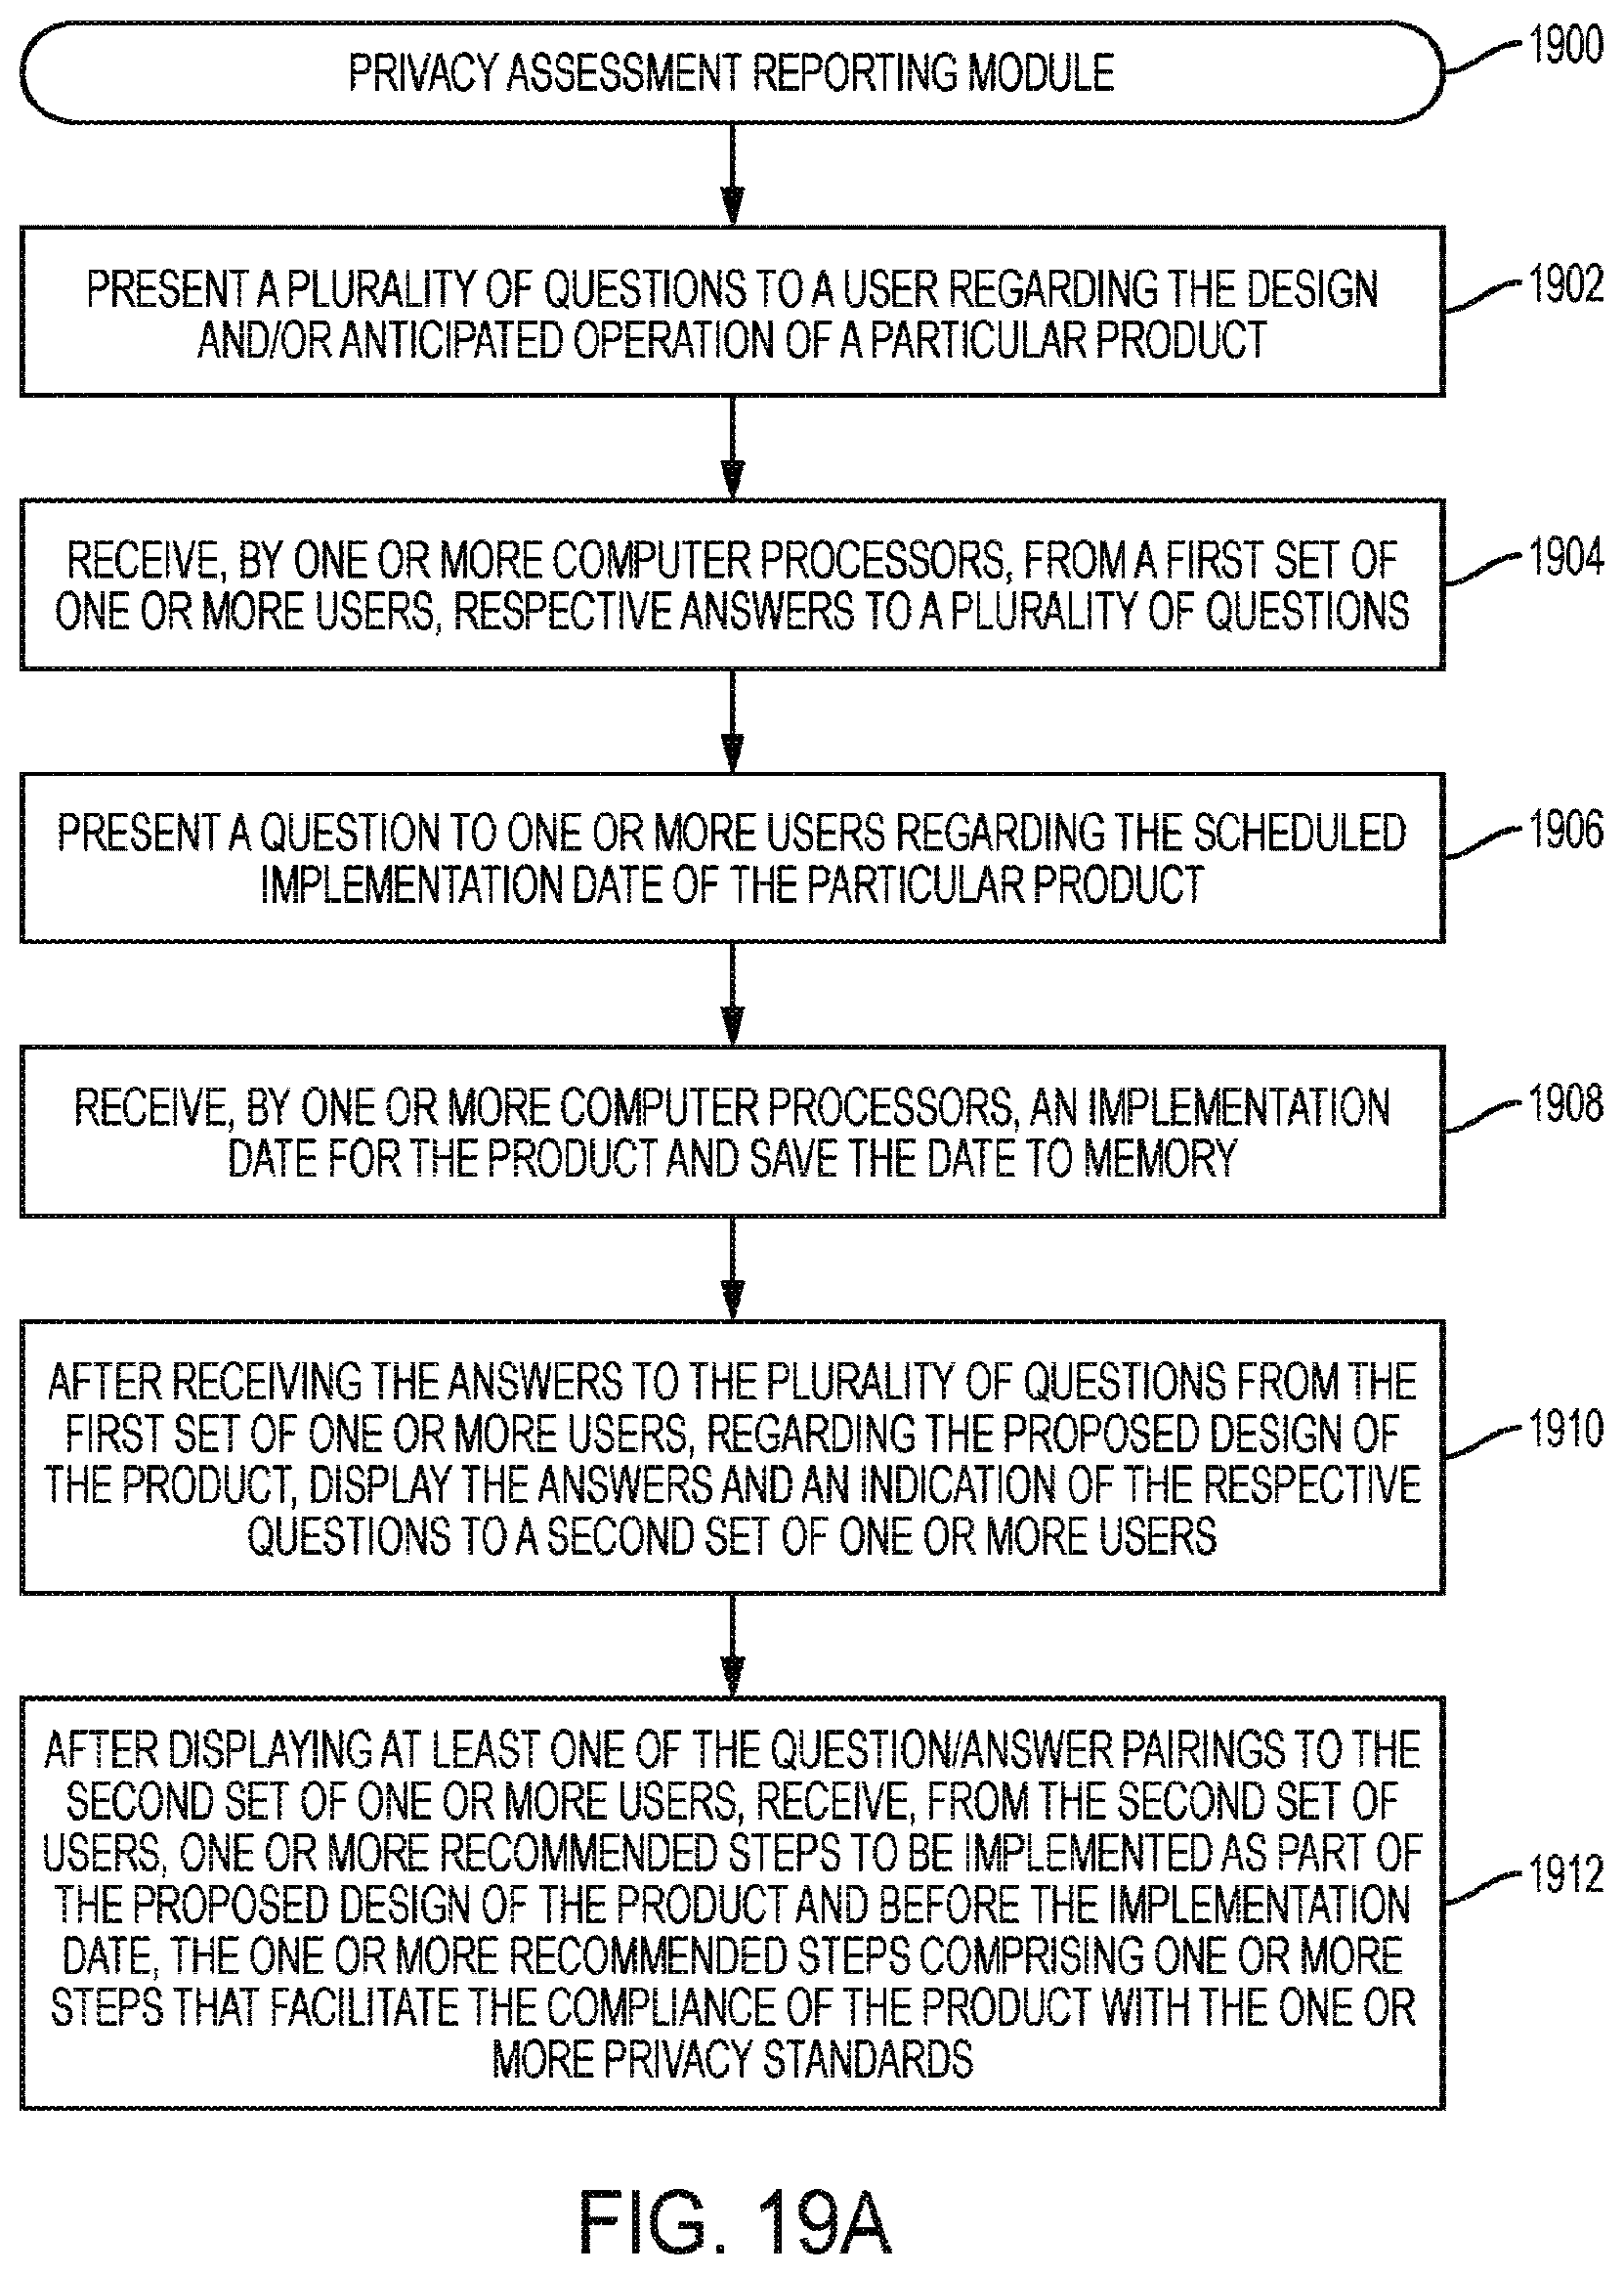 PRIVACY ASSESSMENT REPORTING MODULE
1900
PRESENT A PLURALITY OF QUESTIONS TO A USER REGARDING THE DESIGN
AND/OR ANTICIPATED OPERATION OF A PARTICULAR PRODUCT
1902
RECEIVE, BY ONE OR MORE COMPUTER PROCESSORS, FROM A FIRST SET OF
ONE OR MORE USERS, RESPECTIVE ANSWERS TO A PLURALITY OF QUESTIONS
1904
PRESENT A QUESTION TO ONE OR MORE USERS REGARDING THE SCHEDULED
IMPLEMENTATION DATE OF THE PARTICULAR PRODUCT
1906
RECEIVE, BY ONE OR MORE COMPUTER PROCESSORS, AN IMPLEMENTATION
DATE FOR THE PRODUCT AND SAVE THE DATE TO MEMORY
1908
AFTER RECEIVING THE ANSWERS TO THE PLURALITY OF QUESTIONS FROM THE
FIRST SET OF ONE OR MORE USERS, REGARDING THE PROPOSED DESIGN OF
THE PRODUCT, DISPLAY THE ANSWERS AND AN INDICATION OF THE RESPECTIVE
QUESTIONS TO A SECOND SET OF ONE OR MORE USERS
1910
AFTER DISPLAYING AT LEAST ONE OF THE QUESTION/ANSWER PAIRINGS TO THE
SECOND SET OF ONE OR MORE USERS, RECEIVE, FROM THE SECOND SET OF
USERS, ONE OR MORE RECOMMENDED STEPS TO BE IMPLEMENTED AS PART OF
THE PROPOSED DESIGN OF THE PRODUCT AND BEFORE THE IMPLEMENTATION
DATE, THE ONE OR MORE RECOMMENDED STEPS COMPRISING ONE OR MORE
STEPS THAT FACILITATE THE COMPLIANCE OF THE PRODUCT WITH THE ONE OR
MORE PRIVACY STANDARDS
1912
FIG. 19A